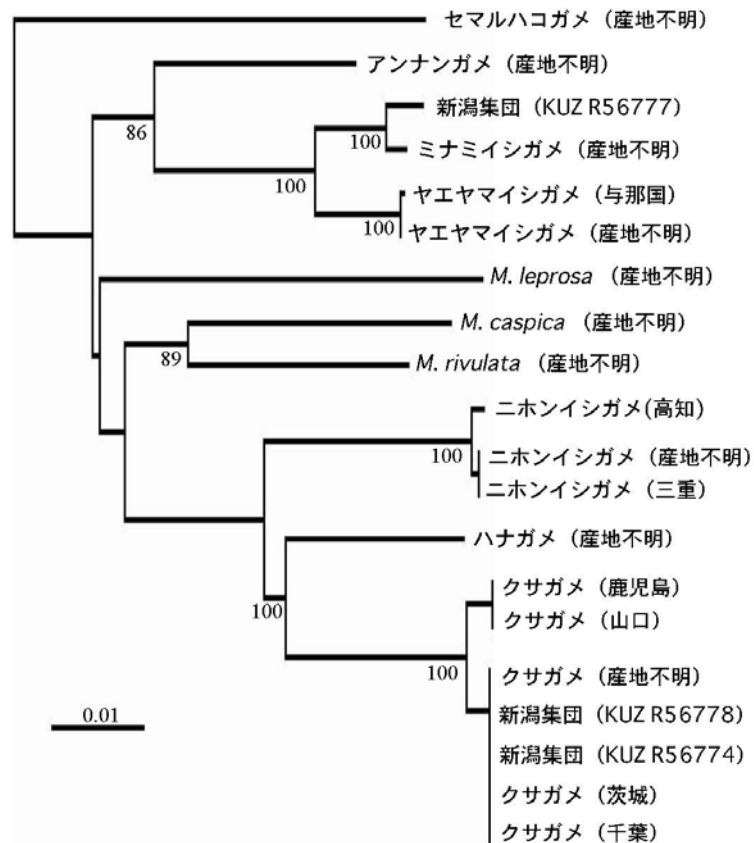 セマルハコガメ（産地不明）
アンナンガメ（産地不明）
86
新潟集団（KUZ R56777）
100
ミナミイシガメ（産地不明）
100
ヤエヤマイシガメ（与那国）
100
ヤエヤマイシガメ（産地不明）
M. leprosa（産地不明）
M. caspica（産地不明）
89
M. rivulata（産地不明）
ニホンイシガメ(高知)
100
ニホンイシガメ（産地不明）
ニホンイシガメ（三重）
ハナガメ（産地不明）
クサガメ（鹿児島）
100
クサガメ（山口）
100
クサガメ（産地不明）
新潟集団（KUZ R56778）
0.01
新潟集団（KUZ R56774）
クサガメ（茨城）
クサガメ（千葉）